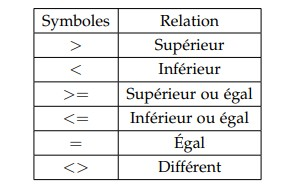 Symboles Relation
> Supérieur
< Inférieur
>= Supérieur ou égal
<= Inférieur ou égal
= Égal
<> Différent